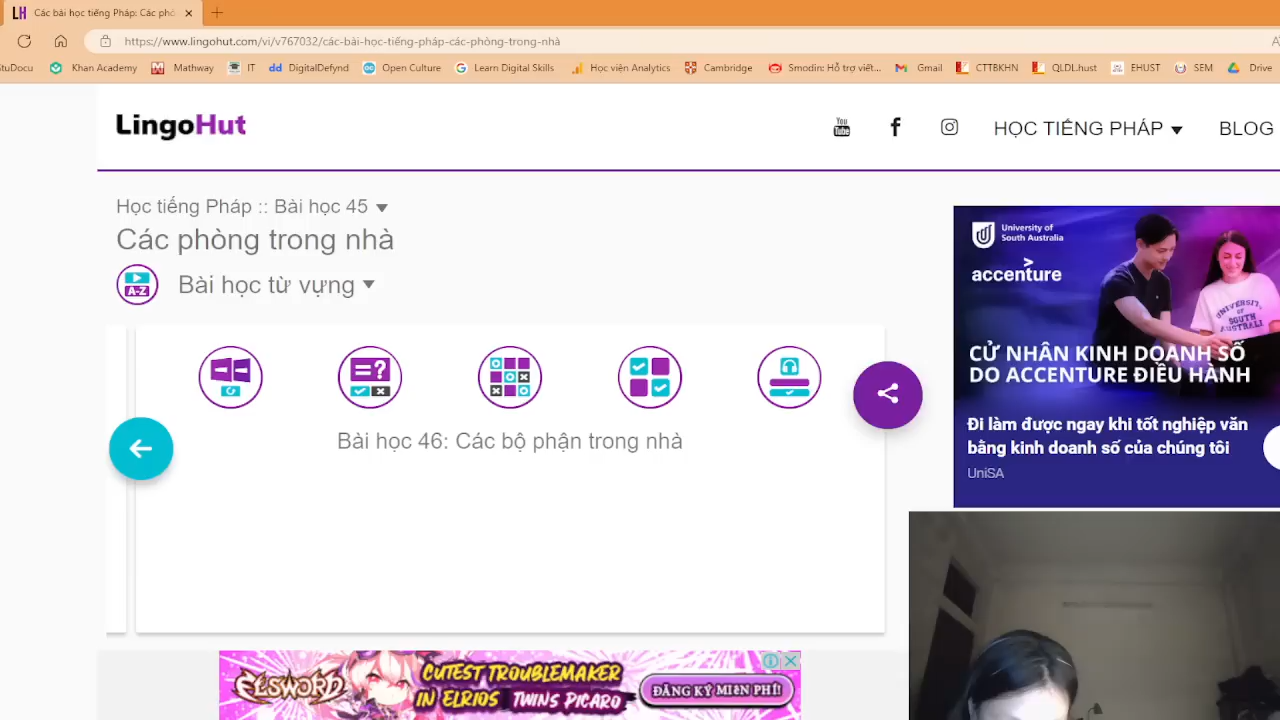 Các bài học tiếng Pháp: Các phò
https://www.lingohut.com/vi/v767032/các-bài-học-tiếng-pháp-các-phòng-trong-nhà
StuDocu Khan Academy Mathway IT DigitalDefynd Open Culture Learn Digital Skills Học viện Analytics Cambridge Smodin: Hỗ trợ viết... Gmail CTTBKHN QLDL.hust EHUST SEM Drive
LingoHut
You Tube
HỌC TIẾNG PHÁP BLOG
Học tiếng Pháp :: Bài học 45
Các phòng trong nhà
A-Z Bài học từ vựng
Bài học 46: Các bộ phận trong nhà
University of
South Australia
accenture
UNIVERSITY OF SOUTH AUSTRALIA
CỬ NHÂN KINH DOANH SỐ
DO ACCENTURE ĐIỀU HÀNH
Đi làm được ngay khi tốt nghiệp văn
bằng kinh doanh số của chúng tôi
UniSA
ELSWORD
CUTEST TROUBLEMAKER
IN ELRIOS TWINS PICARO
ĐĂNG KÝ MIỄN PHÍ!